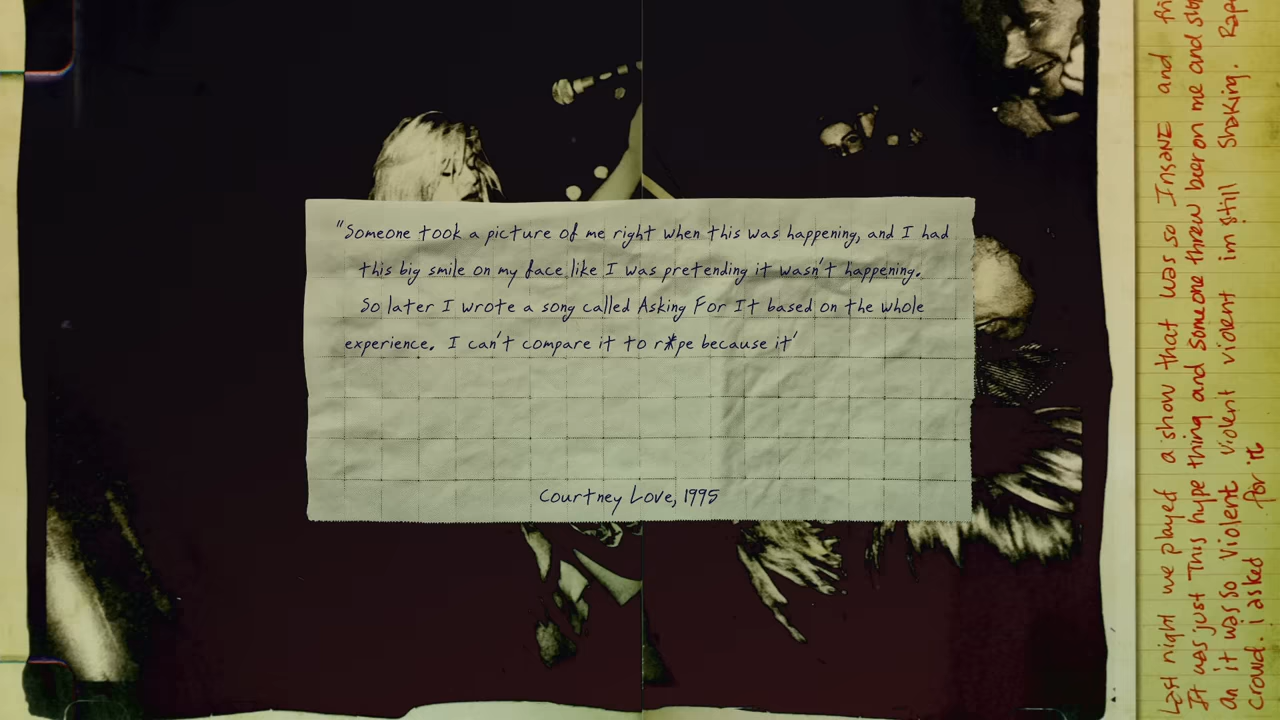 "Someone took a picture of me right when this was happening, and I had
this big smile on my face like I was pretending it wasn't happening.
So later I wrote a song called Asking For It based on the whole
experience. I can't compare it to r*pe because it'
Courtney Love, 1995
Last night we played a show that was so InsaNE and
It was just This hype thing and Someone threw beer on me and
an it was so violent violent violent im still Shaking.
crowd. i asked for it